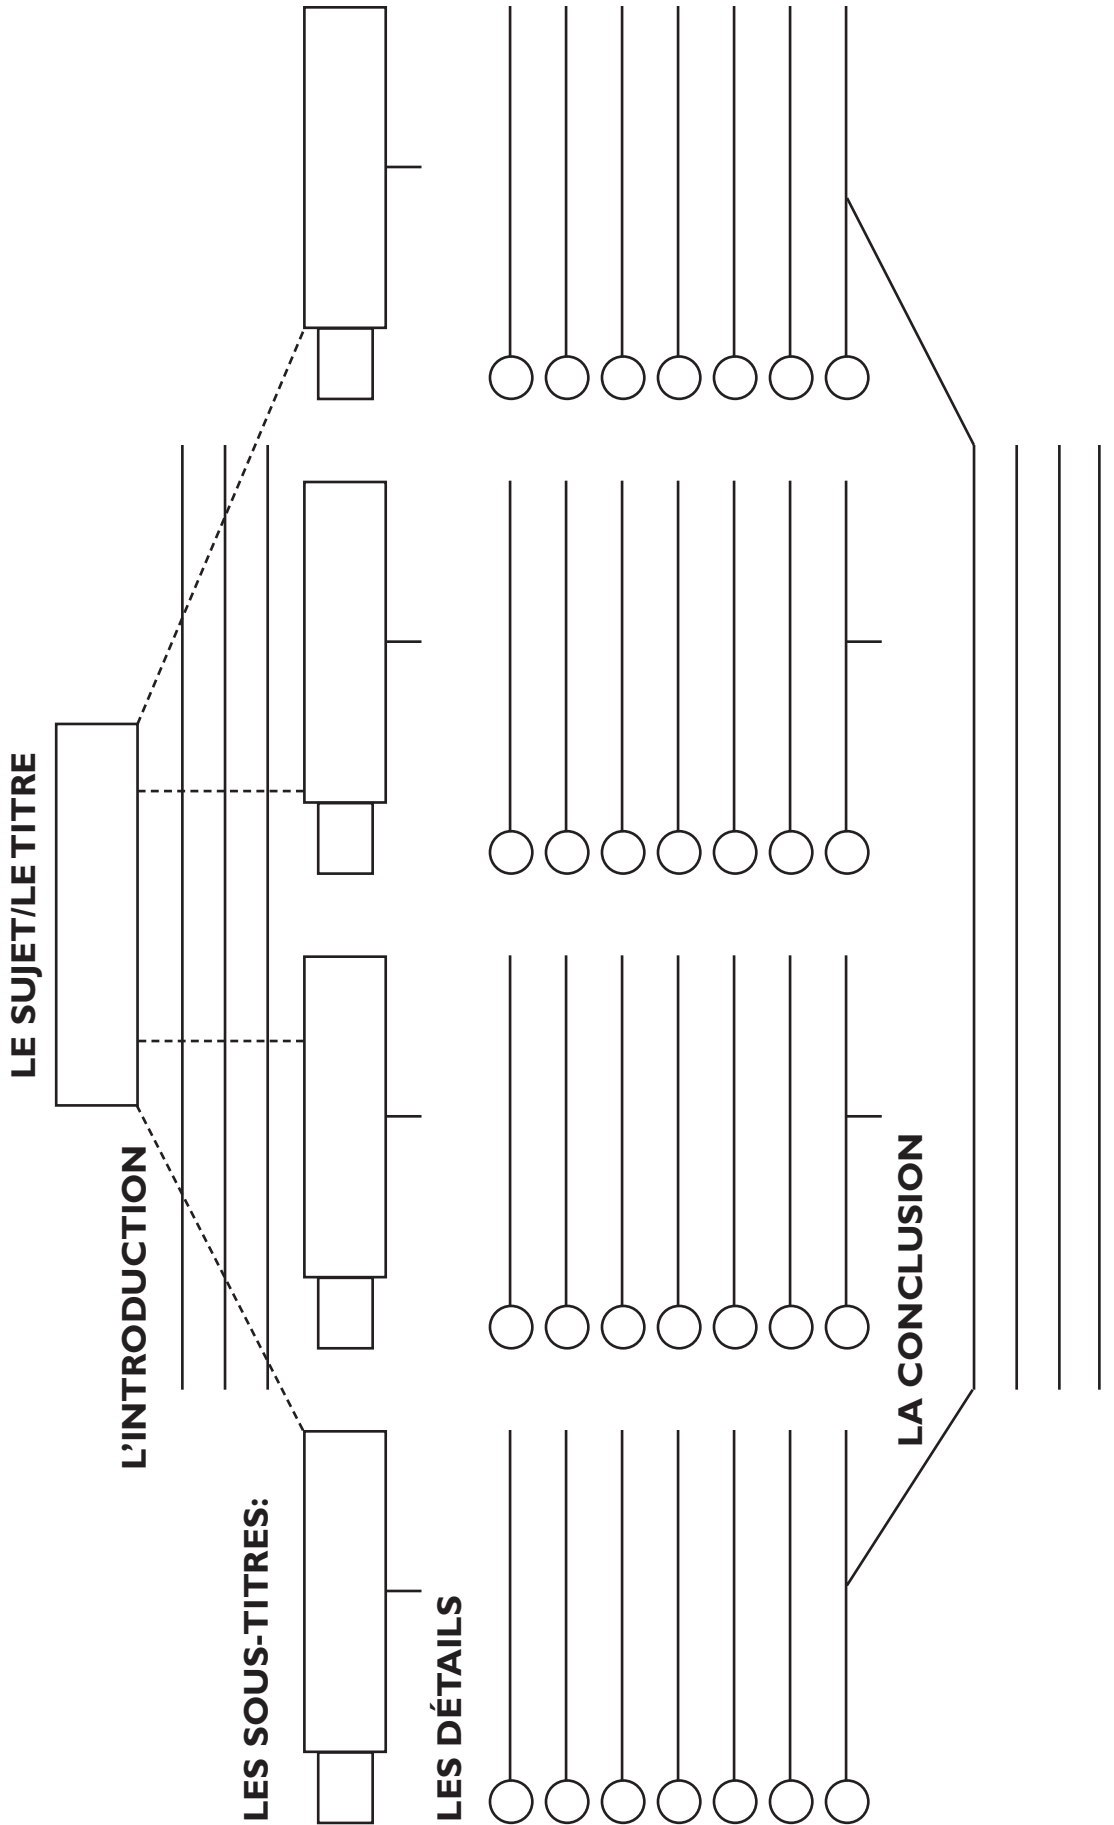 LE SUJET/LE TITRE
L’INTRODUCTION
LES SOUS-TITRES:
LES DÉTAILS
LA CONCLUSION